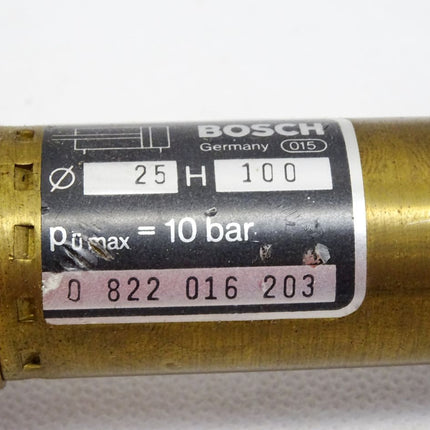 BOSCH
Germany 015
Ø 25 H 100
pü max = 10 bar
0 822 016 203